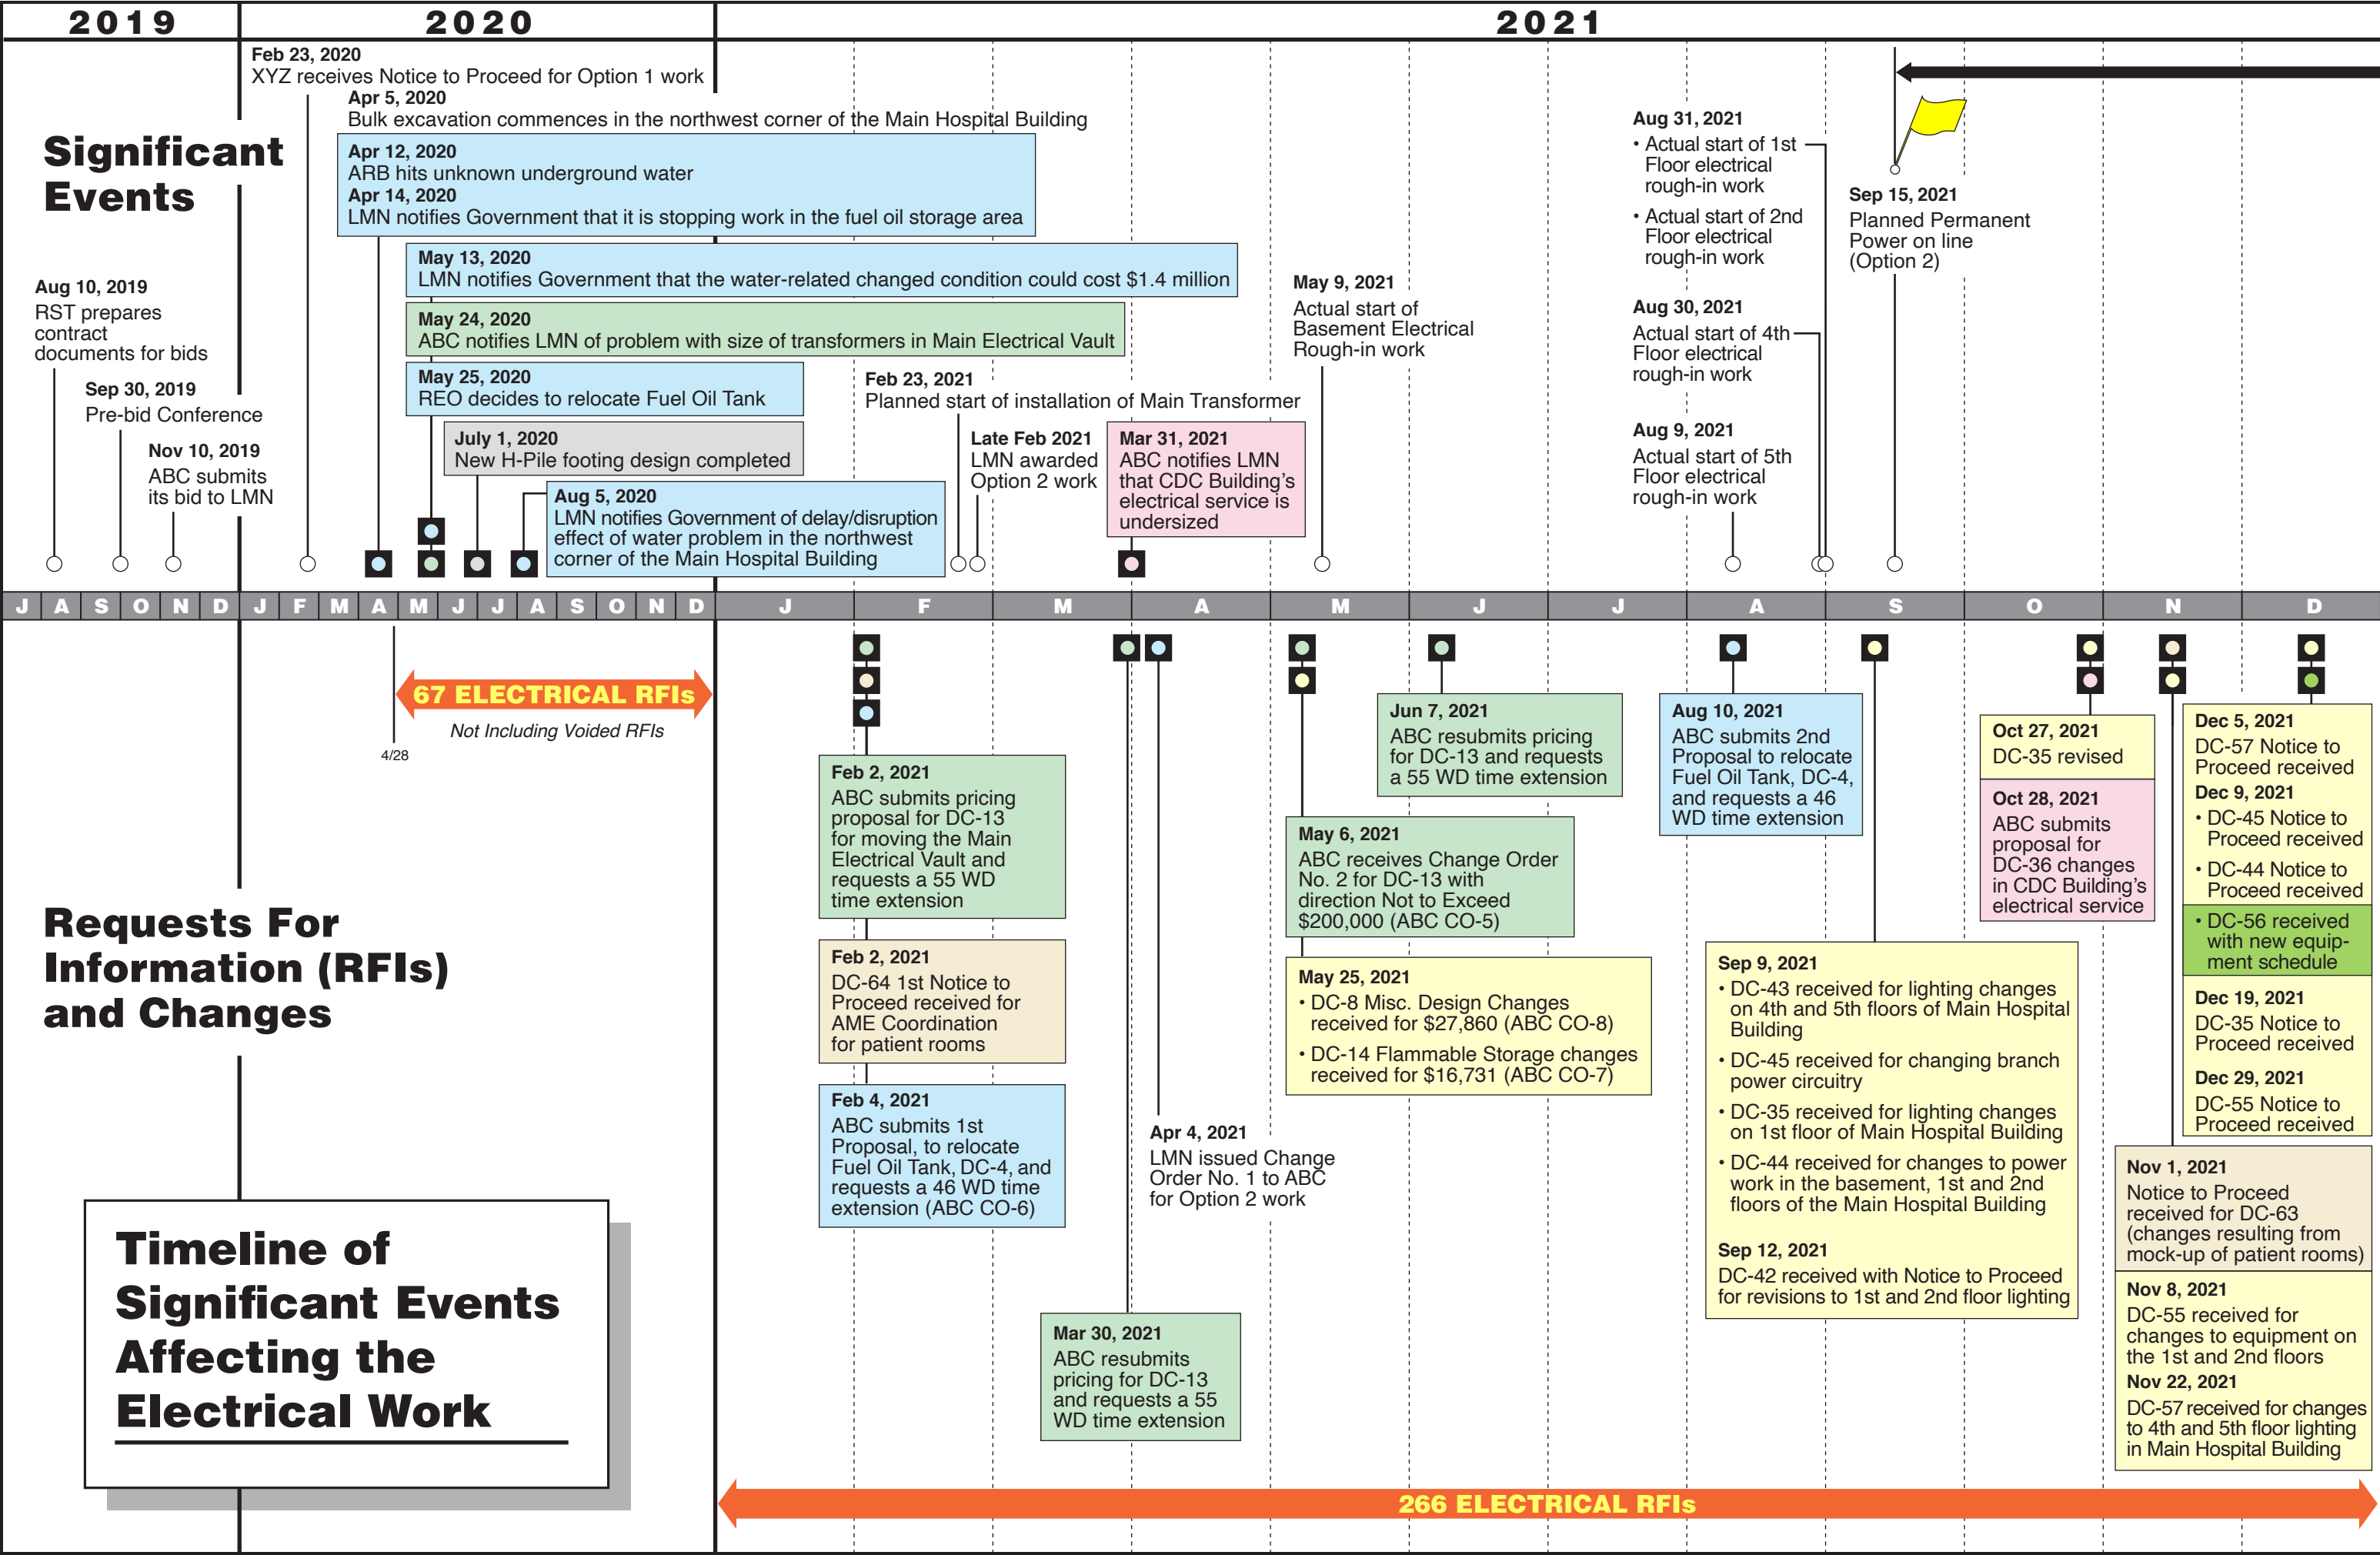 2019
2020
2021
Significant
Events
Feb 23, 2020
XYZ receives Notice to Proceed for Option 1 work
Apr 5, 2020
Bulk excavation commences in the northwest corner of the Main Hospital Building
Apr 12, 2020
ARB hits unknown underground water
Apr 14, 2020
LMN notifies Government that it is stopping work in the fuel oil storage area
May 13, 2020
LMN notifies Government that the water-related changed condition could cost $1.4 million
May 24, 2020
ABC notifies LMN of problem with size of transformers in Main Electrical Vault
May 25, 2020
REO decides to relocate Fuel Oil Tank
July 1, 2020
New H-Pile footing design completed
Aug 5, 2020
LMN notifies Government of delay/disruption
effect of water problem in the northwest
corner of the Main Hospital Building
Aug 10, 2019
RST prepares
contract
documents for bids
Sep 30, 2019
Pre-bid Conference
Nov 10, 2019
ABC submits
its bid to LMN
Feb 23, 2021
Planned start of installation of Main Transformer
Late Feb 2021
LMN awarded
Option 2 work
Mar 31, 2021
ABC notifies LMN
that CDC Building's
electrical service is
undersized
May 9, 2021
Actual start of
Basement Electrical
Rough-in work
Aug 31, 2021
• Actual start of 1st
Floor electrical
rough-in work
• Actual start of 2nd
Floor electrical
rough-in work
Aug 30, 2021
Actual start of 4th
Floor electrical
rough-in work
Aug 9, 2021
Actual start of 5th
Floor electrical
rough-in work
Sep 15, 2021
Planned Permanent
Power on line
(Option 2)
J A S O N D J F M A M J J A S O N D J F M A M J J A S O N D
67 ELECTRICAL RFIs
Not Including Voided RFIs
4/28
Requests For
Information (RFIs)
and Changes
Feb 2, 2021
ABC submits pricing
proposal for DC-13
for moving the Main
Electrical Vault and
requests a 55 WD
time extension
Feb 2, 2021
DC-64 1st Notice to
Proceed received for
AME Coordination
for patient rooms
Feb 4, 2021
ABC submits 1st
Proposal, to relocate
Fuel Oil Tank, DC-4, and
requests a 46 WD time
extension (ABC CO-6)
Mar 30, 2021
ABC resubmits
pricing for DC-13
and requests a 55
WD time extension
Apr 4, 2021
LMN issued Change
Order No. 1 to ABC
for Option 2 work
May 6, 2021
ABC receives Change Order
No. 2 for DC-13 with
direction Not to Exceed
$200,000 (ABC CO-5)
May 25, 2021
• DC-8 Misc. Design Changes
received for $27,860 (ABC CO-8)
• DC-14 Flammable Storage changes
received for $16,731 (ABC CO-7)
Jun 7, 2021
ABC resubmits pricing
for DC-13 and requests
a 55 WD time extension
Aug 10, 2021
ABC submits 2nd
Proposal to relocate
Fuel Oil Tank, DC-4,
and requests a 46
WD time extension
Sep 9, 2021
• DC-43 received for lighting changes
on 4th and 5th floors of Main Hospital
Building
• DC-45 received for changing branch
power circuitry
• DC-35 received for lighting changes
on 1st floor of Main Hospital Building
• DC-44 received for changes to power
work in the basement, 1st and 2nd
floors of the Main Hospital Building
Sep 12, 2021
DC-42 received with Notice to Proceed
for revisions to 1st and 2nd floor lighting
Oct 27, 2021
DC-35 revised
Oct 28, 2021
ABC submits
proposal for
DC-36 changes
in CDC Building's
electrical service
Dec 5, 2021
DC-57 Notice to
Proceed received
Dec 9, 2021
• DC-45 Notice to
Proceed received
• DC-44 Notice to
Proceed received
• DC-56 received
with new equip-
ment schedule
Dec 19, 2021
DC-35 Notice to
Proceed received
Dec 29, 2021
DC-55 Notice to
Proceed received
Nov 1, 2021
Notice to Proceed
received for DC-63
(changes resulting from
mock-up of patient rooms)
Nov 8, 2021
DC-55 received for
changes to equipment on
the 1st and 2nd floors
Nov 22, 2021
DC-57 received for changes
to 4th and 5th floor lighting
in Main Hospital Building
Timeline of
Significant Events
Affecting the
Electrical Work
266 ELECTRICAL RFIs